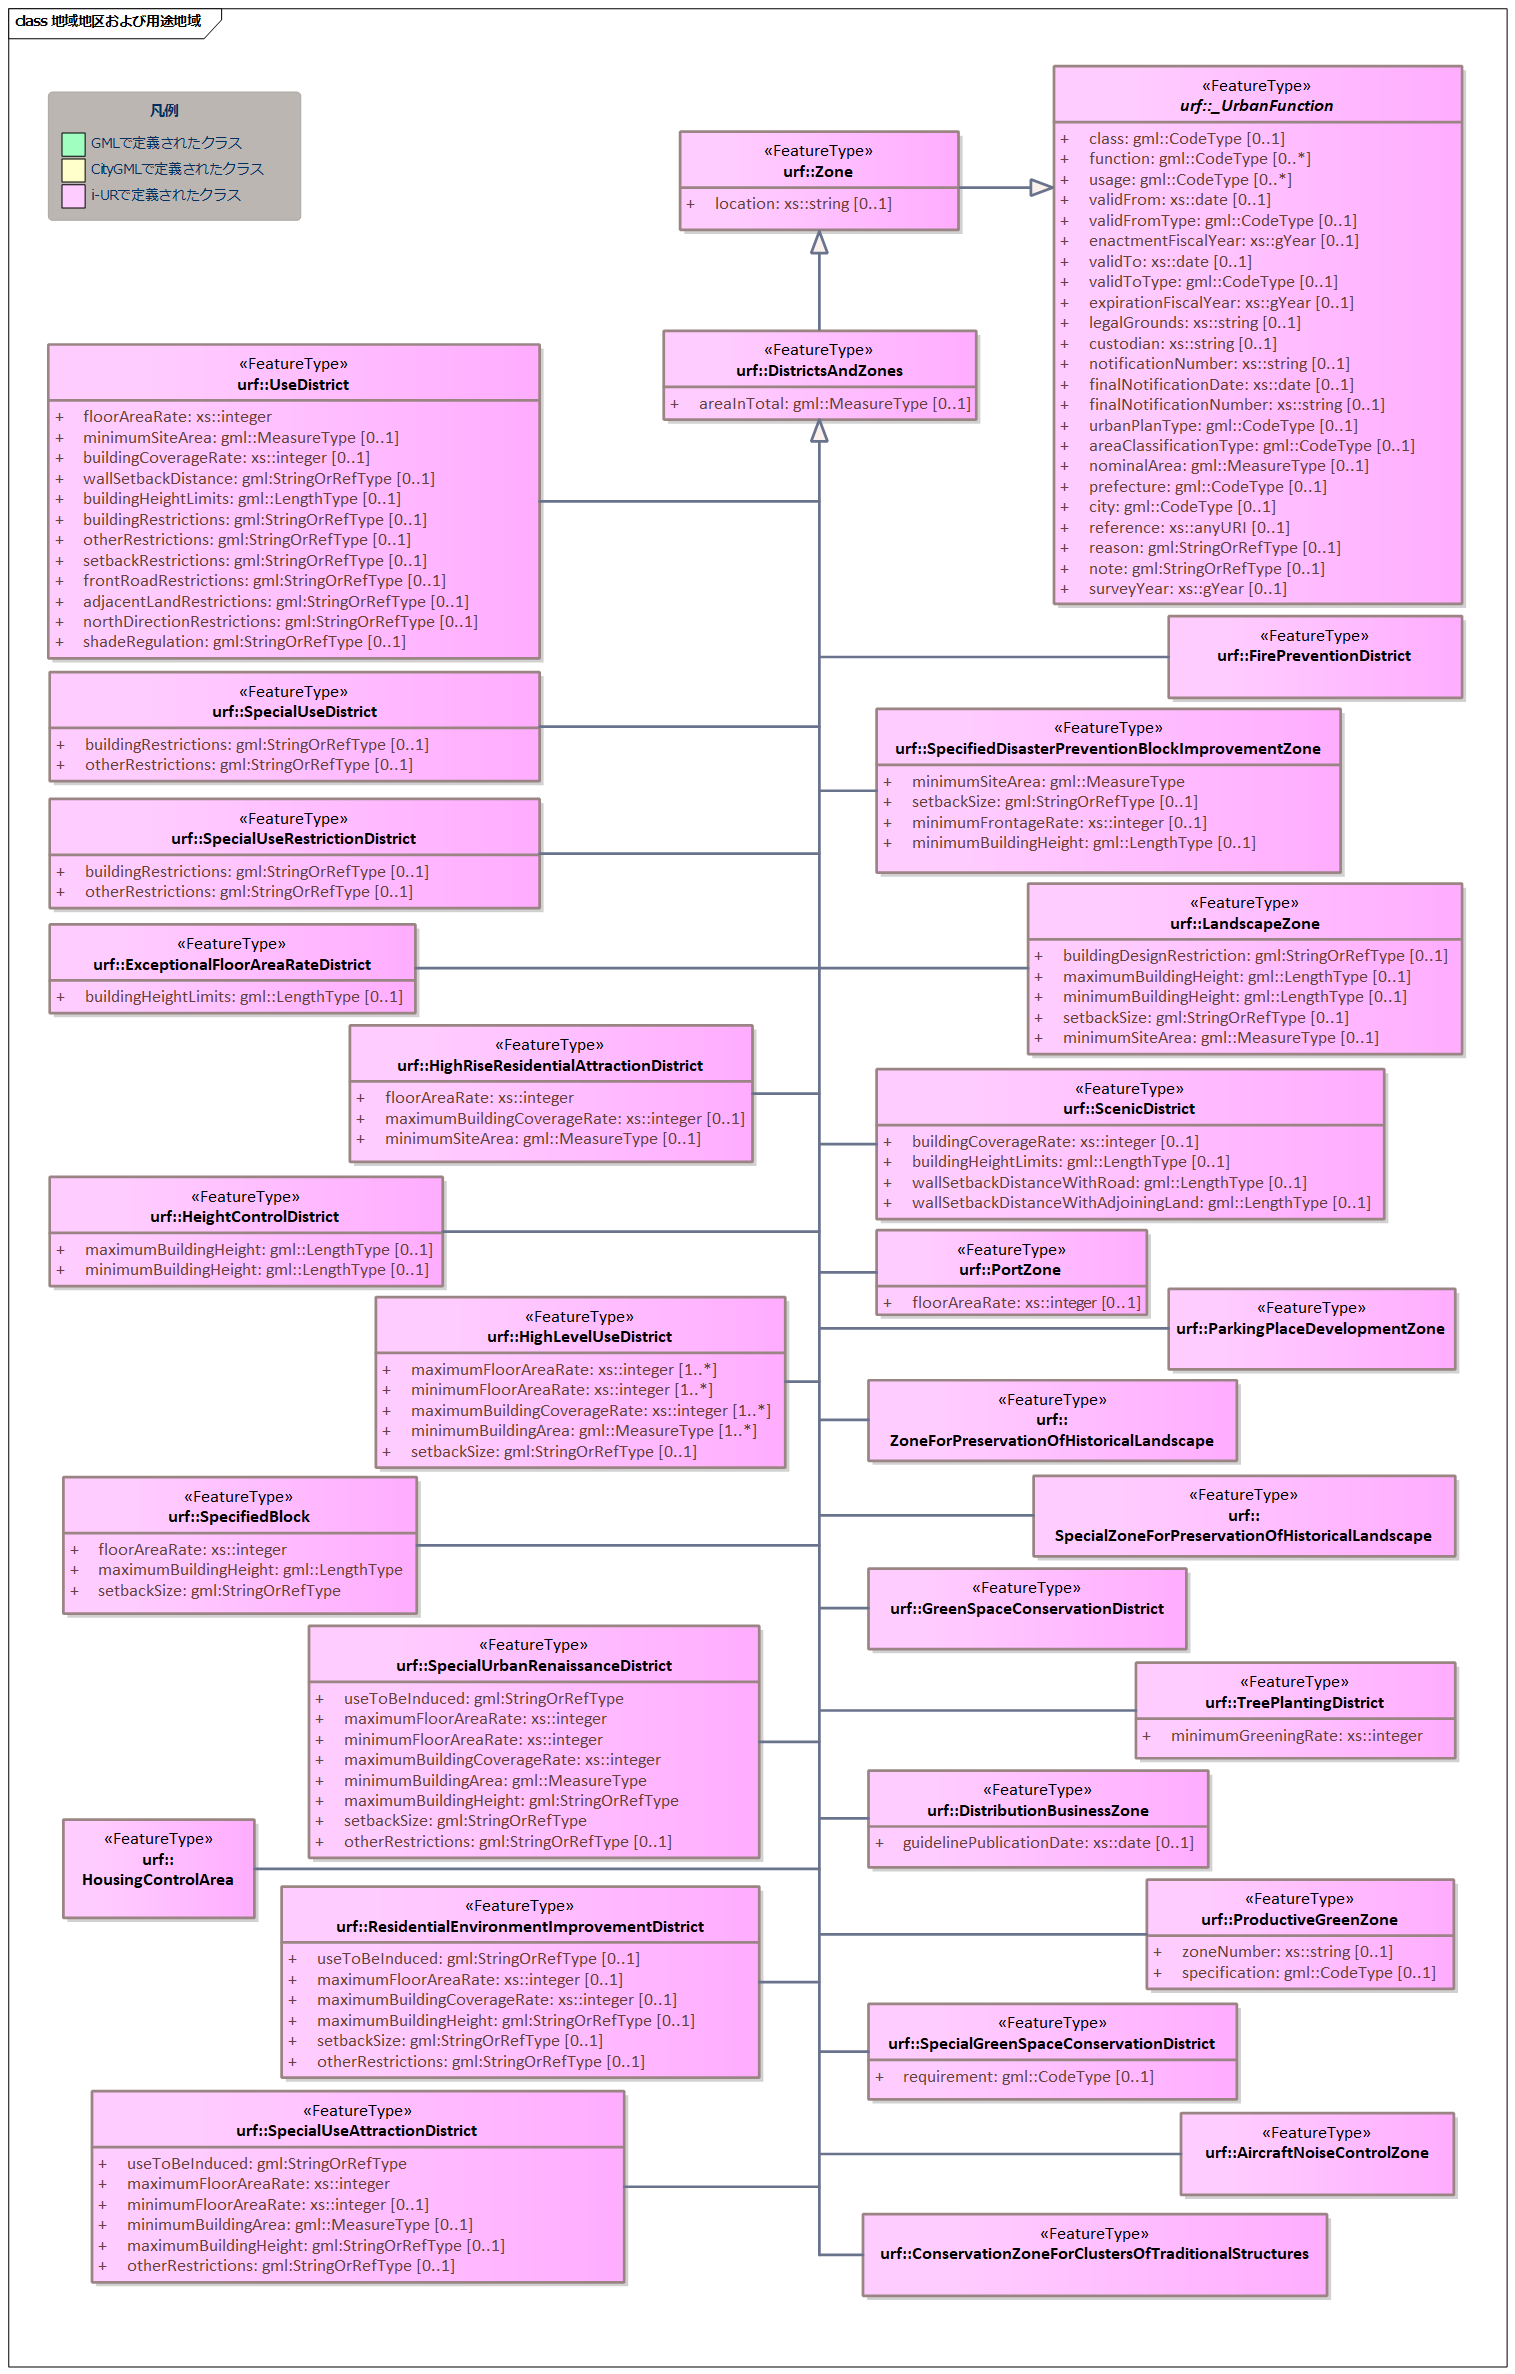 class 地域地区および用途地域
凡例
GMLで定義されたクラス
CityGMLで定義されたクラス
i-URで定義されたクラス
«FeatureType»
urf::_UrbanFunction
+ class: gml::CodeType [0..1]
+ function: gml::CodeType [0..*]
+ usage: gml::CodeType [0..*]
+ validFrom: xs::date [0..1]
+ validFromType: gml::CodeType [0..1]
+ enactmentFiscalYear: xs::gYear [0..1]
+ validTo: xs::date [0..1]
+ validToType: gml::CodeType [0..1]
+ expirationFiscalYear: xs::gYear [0..1]
+ legalGrounds: xs::string [0..1]
+ custodian: xs::string [0..1]
+ notificationNumber: xs::string [0..1]
+ finalNotificationDate: xs::date [0..1]
+ finalNotificationNumber: xs::string [0..1]
+ urbanPlanType: gml::CodeType [0..1]
+ areaClassificationType: gml::CodeType [0..1]
+ nominalArea: gml::MeasureType [0..1]
+ prefecture: gml::CodeType [0..1]
+ city: gml::CodeType [0..1]
+ reference: xs::anyURI [0..1]
+ reason: gml:StringOrRefType [0..1]
+ note: gml:StringOrRefType [0..1]
+ surveyYear: xs::gYear [0..1]
«FeatureType»
urf::Zone
+ location: xs::string [0..1]
«FeatureType»
urf::DistrictsAndZones
+ areaInTotal: gml::MeasureType [0..1]
«FeatureType»
urf::UseDistrict
+ floorAreaRate: xs::integer
+ minimumSiteArea: gml::MeasureType [0..1]
+ buildingCoverageRate: xs::integer [0..1]
+ wallSetbackDistance: gml:StringOrRefType [0..1]
+ buildingHeightLimits: gml::LengthType [0..1]
+ buildingRestrictions: gml:StringOrRefType [0..1]
+ otherRestrictions: gml:StringOrRefType [0..1]
+ setbackRestrictions: gml:StringOrRefType [0..1]
+ frontRoadRestrictions: gml:StringOrRefType [0..1]
+ adjacentLandRestrictions: gml:StringOrRefType [0..1]
+ northDirectionRestrictions: gml:StringOrRefType [0..1]
+ shadeRegulation: gml:StringOrRefType [0..1]
«FeatureType»
urf::FirePreventionDistrict
«FeatureType»
urf::SpecialUseDistrict
+ buildingRestrictions: gml:StringOrRefType [0..1]
+ otherRestrictions: gml:StringOrRefType [0..1]
«FeatureType»
urf::SpecifiedDisasterPreventionBlockImprovementZone
+ minimumSiteArea: gml::MeasureType
+ setbackSize: gml:StringOrRefType [0..1]
+ minimumFrontageRate: xs::integer [0..1]
+ minimumBuildingHeight: gml::LengthType [0..1]
«FeatureType»
urf::SpecialUseRestrictionDistrict
+ buildingRestrictions: gml:StringOrRefType [0..1]
+ otherRestrictions: gml:StringOrRefType [0..1]
«FeatureType»
urf::LandscapeZone
+ buildingDesignRestriction: gml:StringOrRefType [0..1]
+ maximumBuildingHeight: gml::LengthType [0..1]
+ minimumBuildingHeight: gml::LengthType [0..1]
+ setbackSize: gml:StringOrRefType [0..1]
+ minimumSiteArea: gml::MeasureType [0..1]
«FeatureType»
urf::ExceptionalFloorAreaRateDistrict
+ buildingHeightLimits: gml::LengthType [0..1]
«FeatureType»
urf::HighRiseResidentialAttractionDistrict
+ floorAreaRate: xs::integer
+ maximumBuildingCoverageRate: xs::integer [0..1]
+ minimumSiteArea: gml::MeasureType [0..1]
«FeatureType»
urf::ScenicDistrict
+ buildingCoverageRate: xs::integer [0..1]
+ buildingHeightLimits: gml::LengthType [0..1]
+ wallSetbackDistanceWithRoad: gml::LengthType [0..1]
+ wallSetbackDistanceWithAdjoiningLand: gml::LengthType [0..1]
«FeatureType»
urf::HeightControlDistrict
+ maximumBuildingHeight: gml::LengthType [0..1]
+ minimumBuildingHeight: gml::LengthType [0..1]
«FeatureType»
urf::PortZone
+ floorAreaRate: xs::integer [0..1]
«FeatureType»
urf::ParkingPlaceDevelopmentZone
«FeatureType»
urf::HighLevelUseDistrict
+ maximumFloorAreaRate: xs::integer [1..*]
+ minimumFloorAreaRate: xs::integer [1..*]
+ maximumBuildingCoverageRate: xs::integer [1..*]
+ minimumBuildingArea: gml::MeasureType [1..*]
+ setbackSize: gml:StringOrRefType [0..1]
«FeatureType»
urf::
ZoneForPreservationOfHistoricalLandscape
«FeatureType»
urf::SpecifiedBlock
+ floorAreaRate: xs::integer
+ maximumBuildingHeight: gml::LengthType
+ setbackSize: gml:StringOrRefType
«FeatureType»
urf::
SpecialZoneForPreservationOfHistoricalLandscape
«FeatureType»
urf::GreenSpaceConservationDistrict
«FeatureType»
urf::SpecialUrbanRenaissanceDistrict
+ useToBeInduced: gml:StringOrRefType
+ maximumFloorAreaRate: xs::integer
+ minimumFloorAreaRate: xs::integer
+ maximumBuildingCoverageRate: xs::integer
+ minimumBuildingArea: gml::MeasureType
+ maximumBuildingHeight: gml:StringOrRefType
+ setbackSize: gml:StringOrRefType
+ otherRestrictions: gml:StringOrRefType [0..1]
«FeatureType»
urf::TreePlantingDistrict
+ minimumGreeningRate: xs::integer
«FeatureType»
urf::DistributionBusinessZone
+ guidelinePublicationDate: xs::date [0..1]
«FeatureType»
urf::
HousingControlArea
«FeatureType»
urf::ResidentialEnvironmentImprovementDistrict
+ useToBeInduced: gml:StringOrRefType [0..1]
+ maximumFloorAreaRate: xs::integer [0..1]
+ maximumBuildingCoverageRate: xs::integer [0..1]
+ maximumBuildingHeight: gml:StringOrRefType [0..1]
+ setbackSize: gml:StringOrRefType [0..1]
+ otherRestrictions: gml:StringOrRefType [0..1]
«FeatureType»
urf::ProductiveGreenZone
+ zoneNumber: xs::string [0..1]
+ specification: gml::CodeType [0..1]
«FeatureType»
urf::SpecialGreenSpaceConservationDistrict
+ requirement: gml::CodeType [0..1]
«FeatureType»
urf::SpecialUseAttractionDistrict
+ useToBeInduced: gml:StringOrRefType
+ maximumFloorAreaRate: xs::integer
+ minimumFloorAreaRate: xs::integer [0..1]
+ minimumBuildingArea: gml::MeasureType [0..1]
+ maximumBuildingHeight: gml:StringOrRefType [0..1]
+ otherRestrictions: gml:StringOrRefType [0..1]
«FeatureType»
urf::AircraftNoiseControlZone
«FeatureType»
urf::ConservationZoneForClustersOfTraditionalStructures